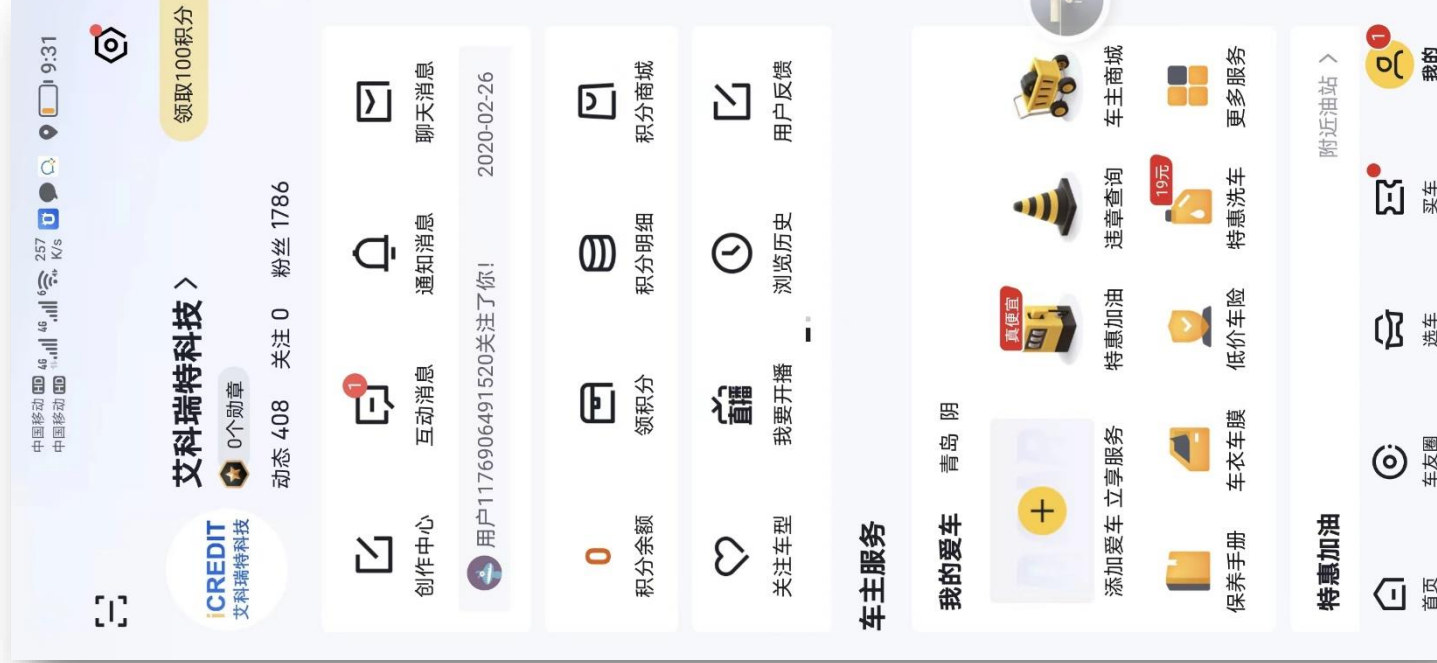 中国移动 HD 4G 4G 6 257 K/s 9:31
中国移动 HD
领取100积分
iCREDIT
艾科瑞特科技
艾科瑞特科技 >
0个勋章
动态 408 关注 0 粉丝 1786
1
创作中心 互动消息 通知消息 聊天消息
用户1176906491520关注了你! 2020-02-26
0
积分余额 领积分 积分明细 积分商城
直播
关注车型 我要开播 浏览历史 用户反馈
车主服务
我的爱车 青岛 阴
真便宜
添加爱车 立享服务 特惠加油 违章查询 车主商城
19元
保养手册 车衣车膜 低价车险 特惠洗车 更多服务
特惠加油 附近油站 >
1
首页 车友圈 选车 买车 我的